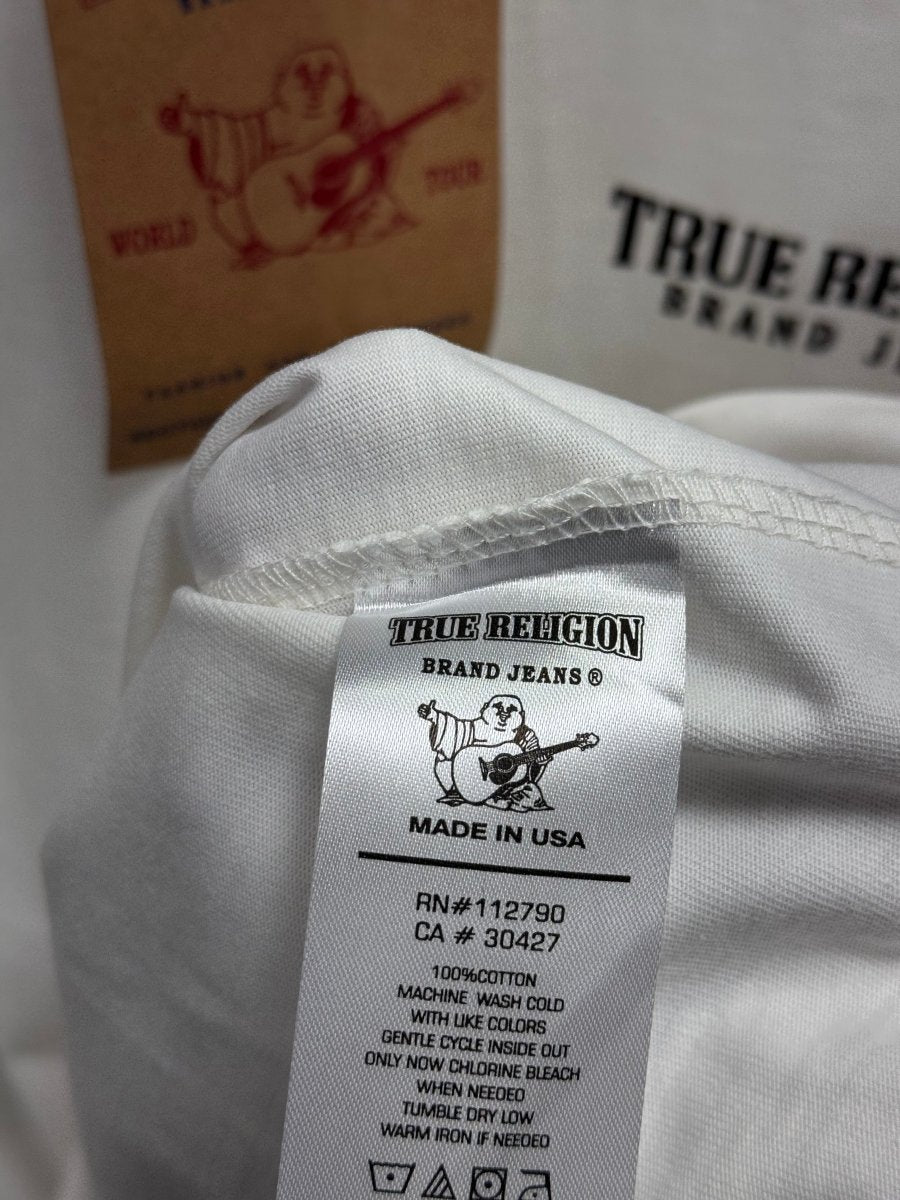 WORLD TOUR
TRUE RE
BRAND JE
TRUE RELIGION
BRAND JEANS ®
MADE IN USA
RN#112790
CA # 30427
100%COTTON
MACHINE WASH COLD
WITH LIKE COLORS
GENTLE CYCLE INSIDE OUT
ONLY NOW CHLORINE BLEACH
WHEN NEEDED
TUMBLE DRY LOW
WARM IRON IF NEEDED